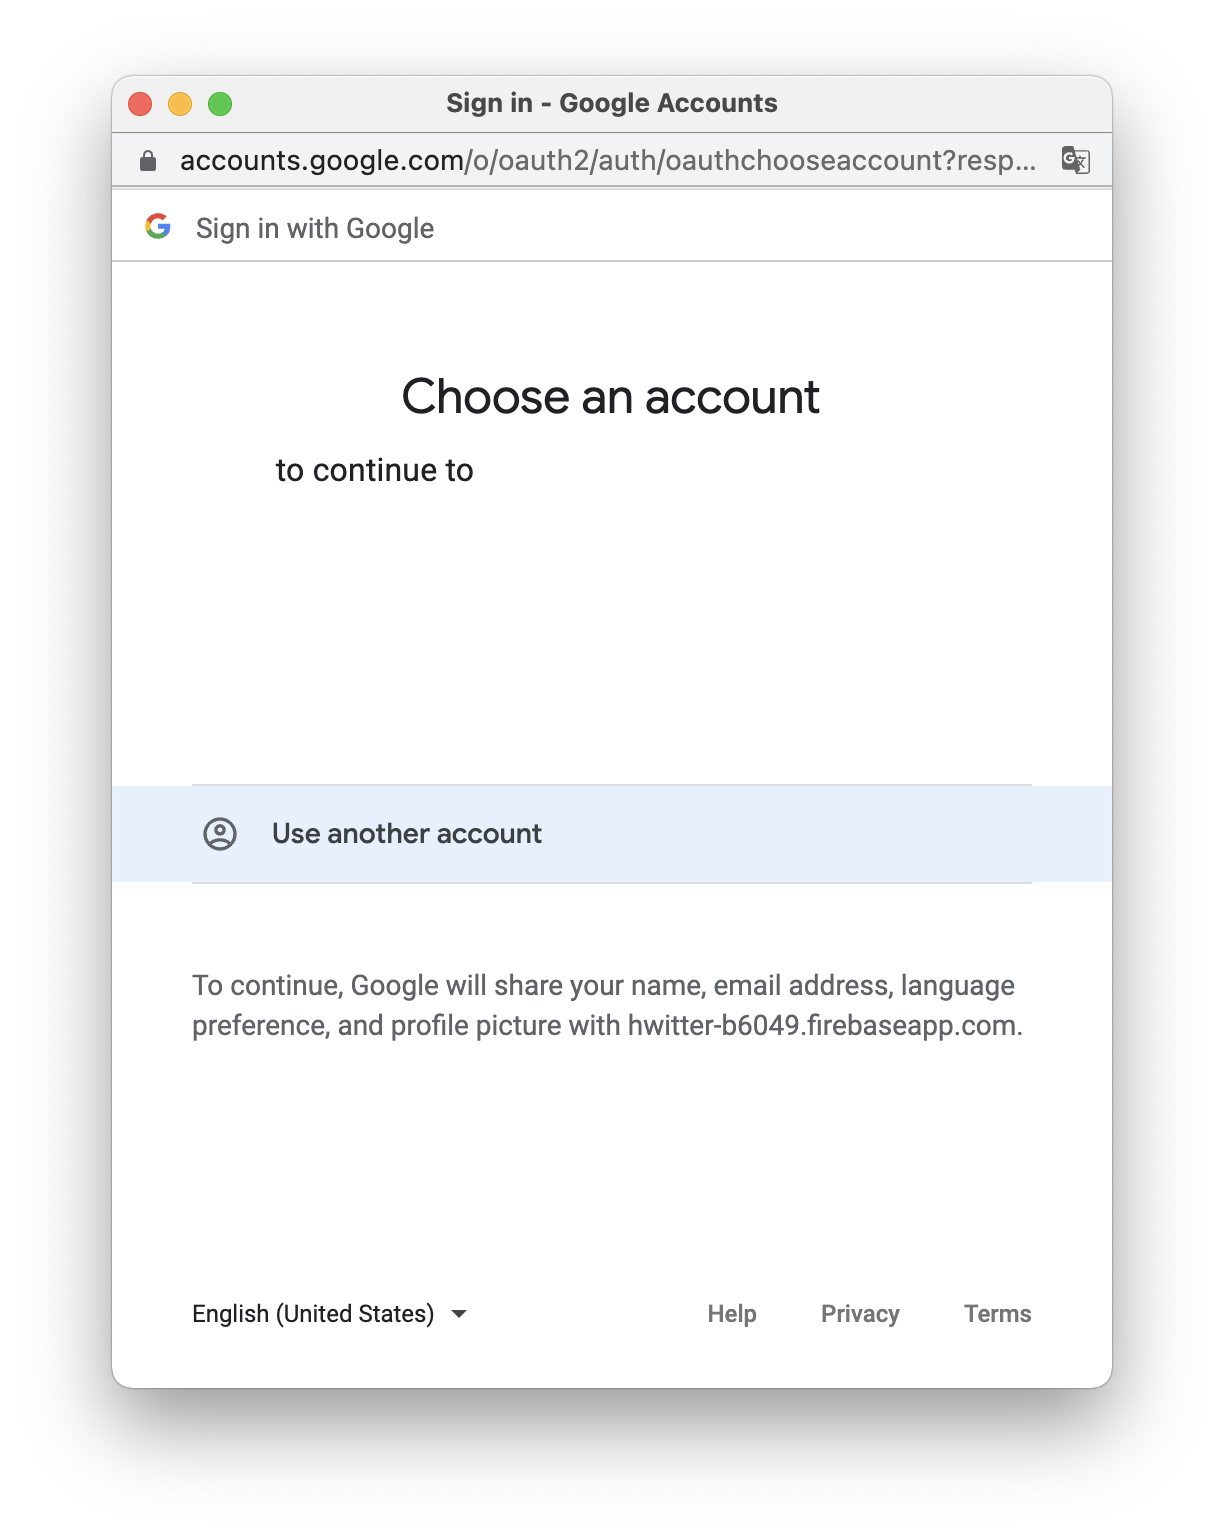 Sign in - Google Accounts
accounts.google.com/o/oauth2/auth/oauthchooseaccount?resp...
Sign in with Google
Choose an account
to continue to
Use another account
To continue, Google will share your name, email address, language
preference, and profile picture with hwitter-b6049.firebaseapp.com.
English (United States)
Help Privacy Terms